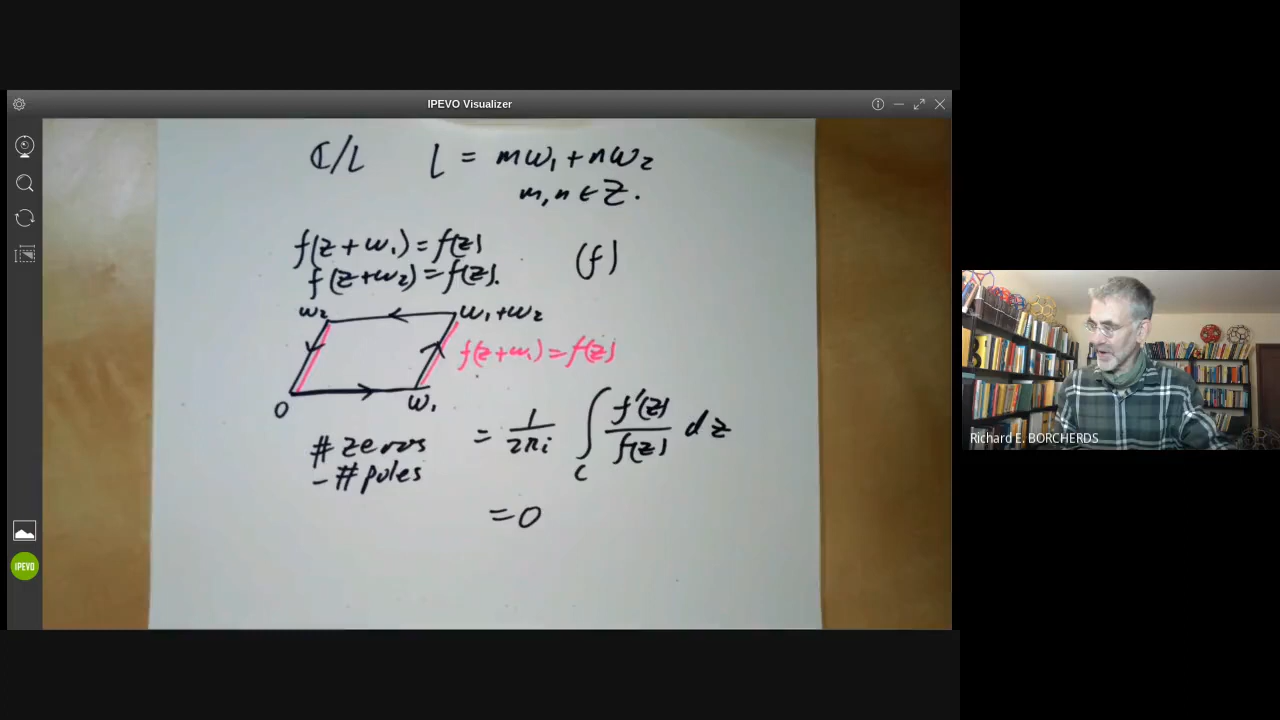 IPEVO Visualizer
ℂ/L L = mω₁ + nω₂
m, n ∈ ℤ.
f(z + ω₁) = f(z)
f(z + ω₂) = f(z). (f)
ω₂ ω₁ + ω₂
f(z + ω₁) = f(z)
0 ω₁
# zeros
- # poles
= 1/2πi ∫_C f'(z)/f(z) dz
= 0
IPEVO
Richard E. BORCHERDS